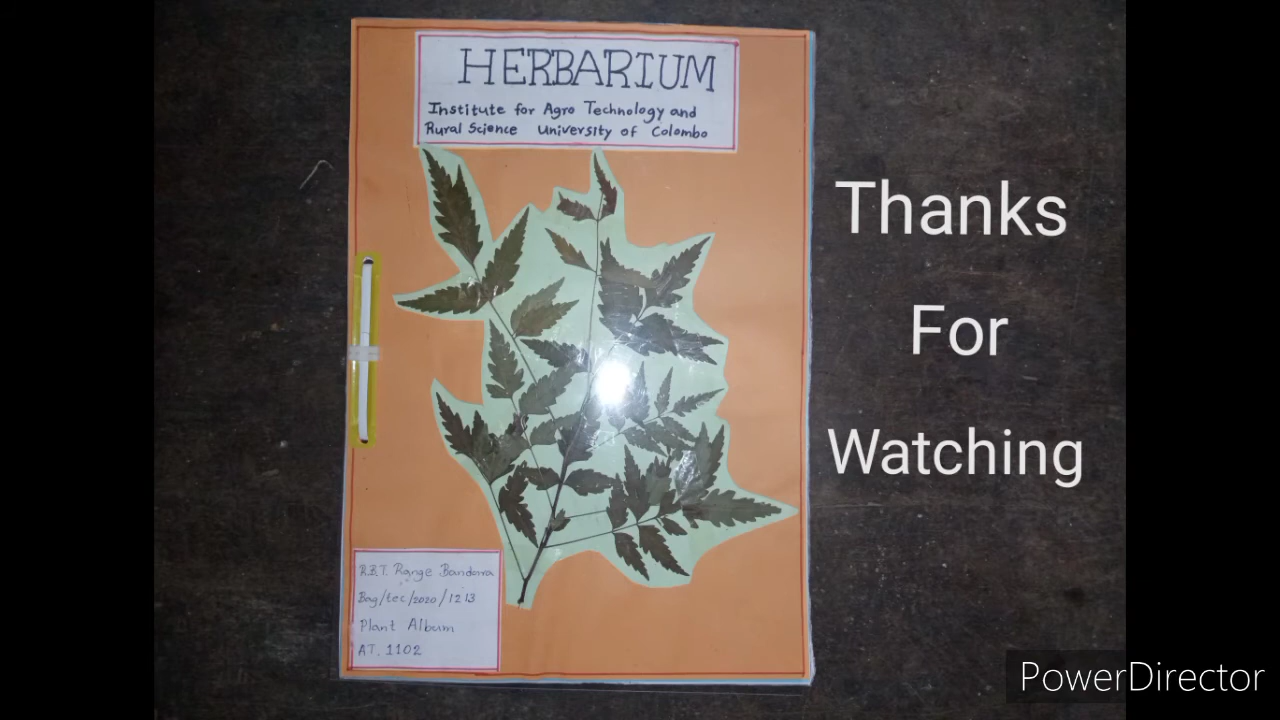 HERBARIUM
Institute for Agro Technology and
Rural Science University of Colombo
R.B.T. Range Bandara
Bag/tec/2020/1213
Plant Album
AT. 1102
Thanks
For
Watching
PowerDirector